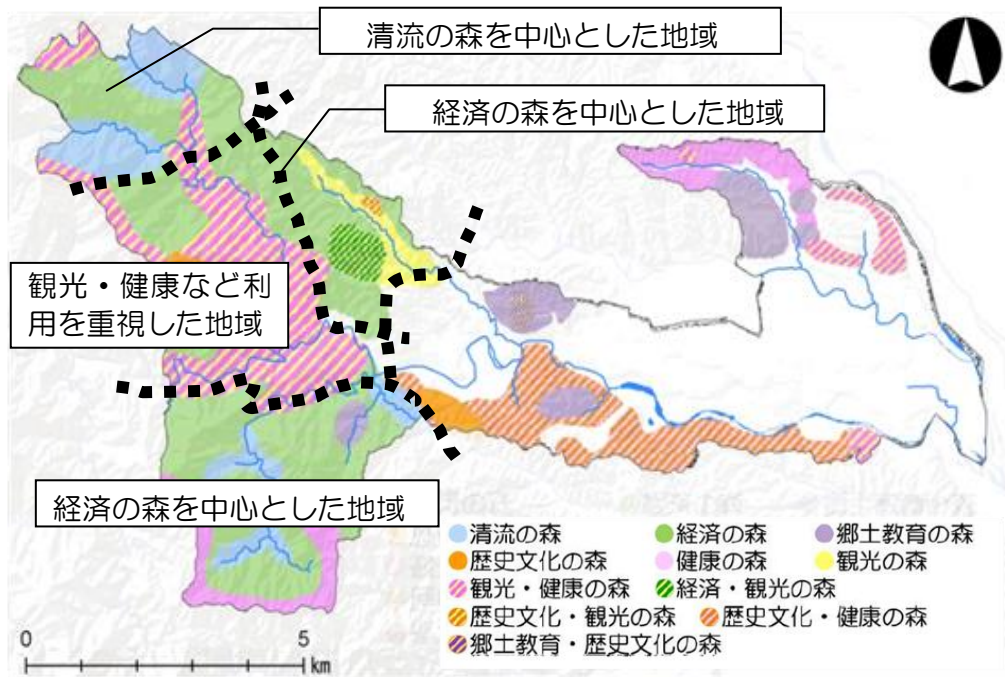 清流の森を中心とした地域
経済の森を中心とした地域
観光・健康など利
用を重視した地域
経済の森を中心とした地域
清流の森 経済の森 郷土教育の森
歴史文化の森 健康の森 観光の森
観光・健康の森 経済・観光の森
歴史文化・観光の森 歴史文化・健康の森
郷土教育・歴史文化の森
0 5
km